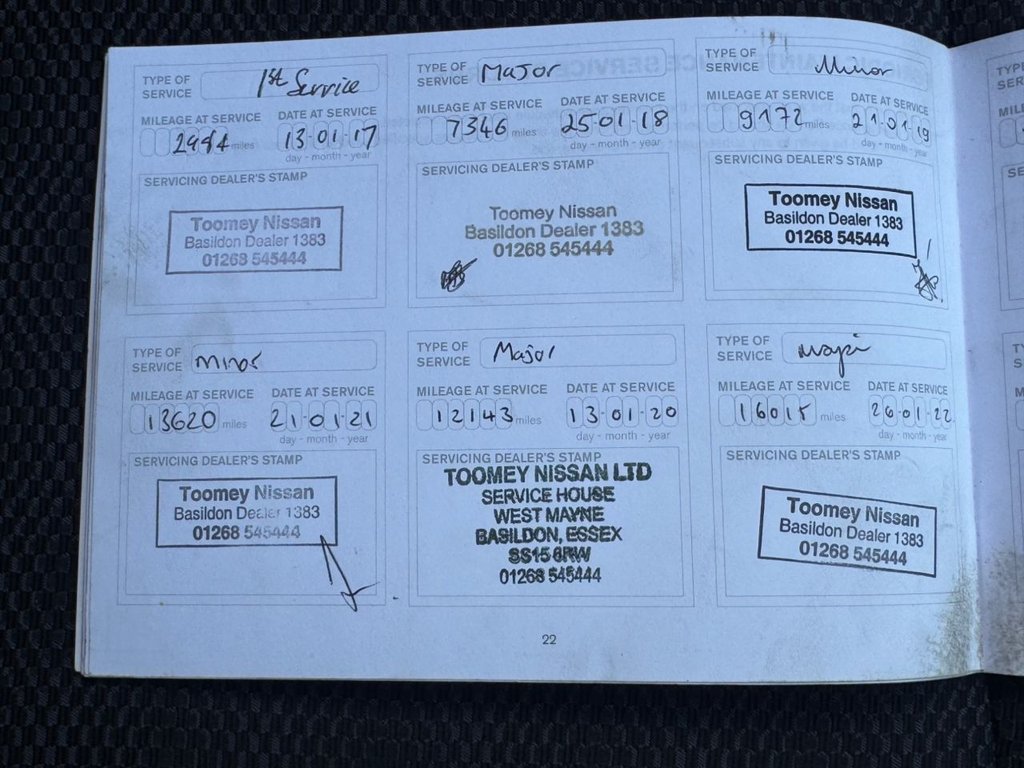 TYPE OF
SERVICE 1st Service
MILEAGE AT SERVICE DATE AT SERVICE
2984 miles 13-01-17
day - month - year
SERVICING DEALER'S STAMP
Toomey Nissan
Basildon Dealer 1383
01268 545444
TYPE OF
SERVICE Major
MILEAGE AT SERVICE DATE AT SERVICE
7346 miles 25-01-18
day - month - year
SERVICING DEALER'S STAMP
Toomey Nissan
Basildon Dealer 1383
01268 545444
TYPE OF
SERVICE Minor
MILEAGE AT SERVICE DATE AT SERVICE
9172 miles 21-01-19
day - month - year
SERVICING DEALER'S STAMP
Toomey Nissan
Basildon Dealer 1383
01268 545444
TYPE OF
SERVICE Minor
MILEAGE AT SERVICE DATE AT SERVICE
13620 miles 21-01-21
day - month - year
SERVICING DEALER'S STAMP
Toomey Nissan
Basildon Dealer 1383
01268 545444
TYPE OF
SERVICE Major
MILEAGE AT SERVICE DATE AT SERVICE
12143 miles 13-01-20
day - month - year
SERVICING DEALER'S STAMP
TOOMEY NISSAN LTD
SERVICE HOUSE
WEST MAYNE
BASILDON, ESSEX
SS15 6RW
01268 545444
TYPE OF
SERVICE Major
MILEAGE AT SERVICE DATE AT SERVICE
16015 miles 26-01-22
day - month - year
SERVICING DEALER'S STAMP
Toomey Nissan
Basildon Dealer 1383
01268 545444
22